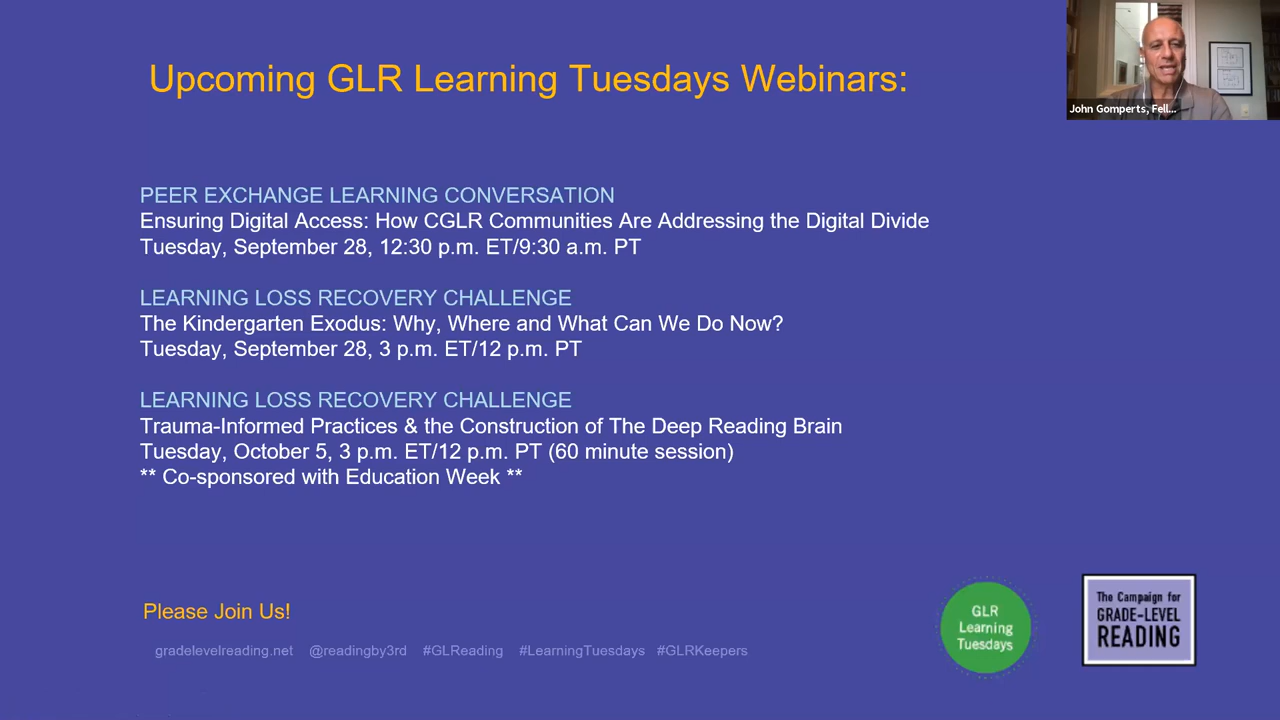 Upcoming GLR Learning Tuesdays Webinars:
John Gomperts, Fell...
PEER EXCHANGE LEARNING CONVERSATION
Ensuring Digital Access: How CGLR Communities Are Addressing the Digital Divide
Tuesday, September 28, 12:30 p.m. ET/9:30 a.m. PT
LEARNING LOSS RECOVERY CHALLENGE
The Kindergarten Exodus: Why, Where and What Can We Do Now?
Tuesday, September 28, 3 p.m. ET/12 p.m. PT
LEARNING LOSS RECOVERY CHALLENGE
Trauma-Informed Practices & the Construction of The Deep Reading Brain
Tuesday, October 5, 3 p.m. ET/12 p.m. PT (60 minute session)
** Co-sponsored with Education Week **
Please Join Us!
gradelevelreading.net @readingby3rd #GLReading #LearningTuesdays #GLRKeepers
GLR
Learning
Tuesdays
The Campaign for
GRADE-LEVEL
READING